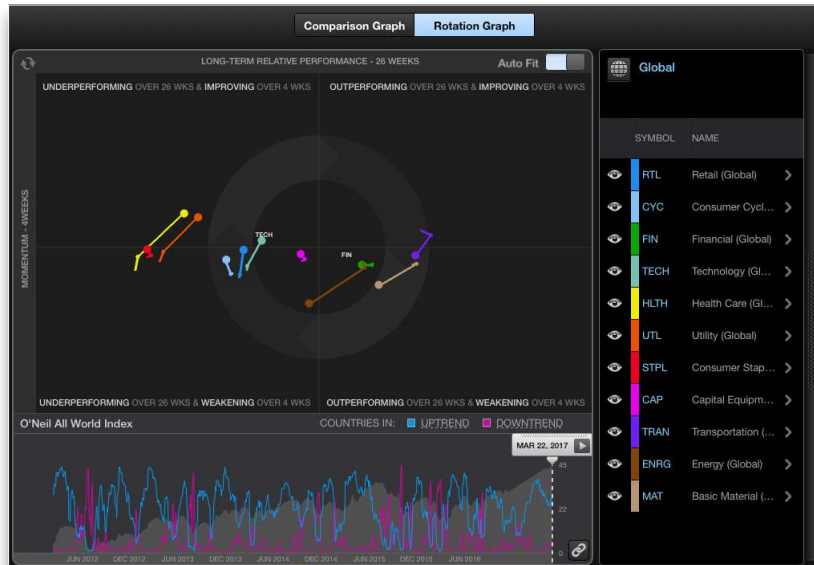 Comparison Graph
Rotation Graph
LONG-TERM RELATIVE PERFORMANCE - 26 WEEKS
Auto Fit
UNDERPERFORMING OVER 26 WKS & IMPROVING OVER 4 WKS
OUTPERFORMING OVER 26 WKS & IMPROVING OVER 4 WKS
MOMENTUM - 4WEEKS
TECH
FIN
UNDERPERFORMING OVER 26 WKS & WEAKENING OVER 4 WKS
OUTPERFORMING OVER 26 WKS & WEAKENING OVER 4 WKS
O'Neil All World Index
COUNTRIES IN: UPTREND DOWNTREND
MAR 22, 2017
45
22
0
JUN 2012 DEC 2012 JUN 2013 DEC 2013 JUN 2014 DEC 2014 JUN 2015 DEC 2015 JUN 2016
Global
SYMBOL NAME
RTL Retail (Global)
CYC Consumer Cycl...
FIN Financial (Global)
TECH Technology (Gl...
HLTH Health Care (Gl...
UTL Utility (Global)
STPL Consumer Stap...
CAP Capital Equipm...
TRAN Transportation (...
ENRG Energy (Global)
MAT Basic Material (...